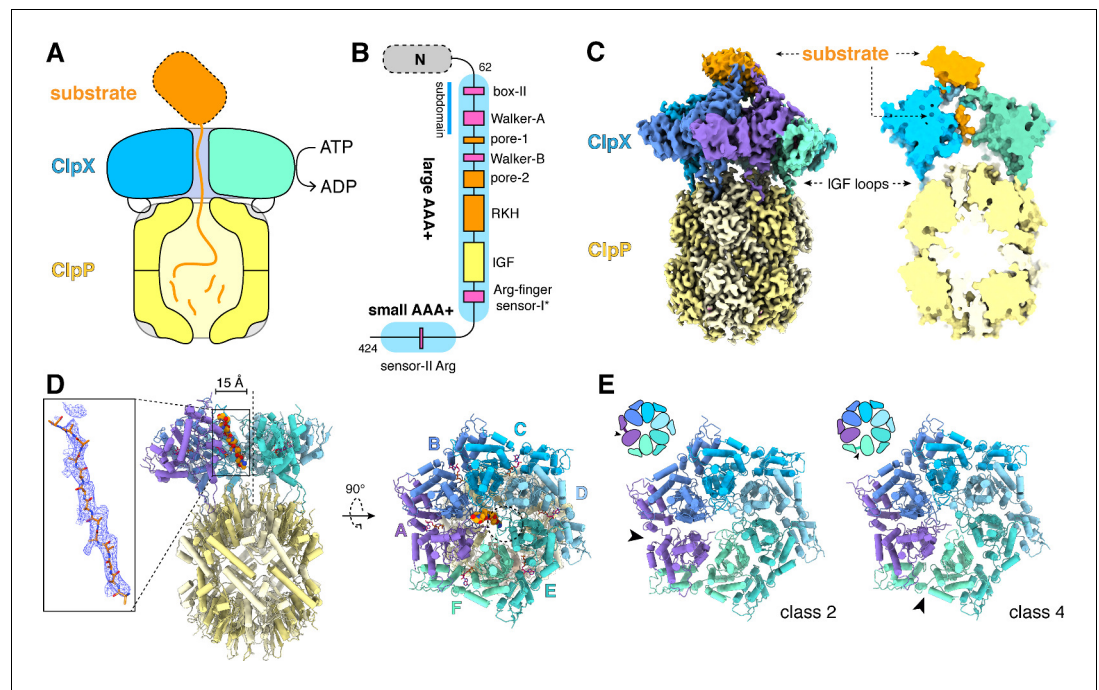 A
substrate
ClpX
ATP
ADP
ClpP
B
N
62
subdomain
large AAA+
box-II
Walker-A
pore-1
Walker-B
pore-2
RKH
IGF
Arg-finger
sensor-I*
small AAA+
424
sensor-II Arg
C
substrate
ClpX
IGF loops
ClpP
D
15 Å
90°
A
B
C
D
E
F
E
class 2
class 4